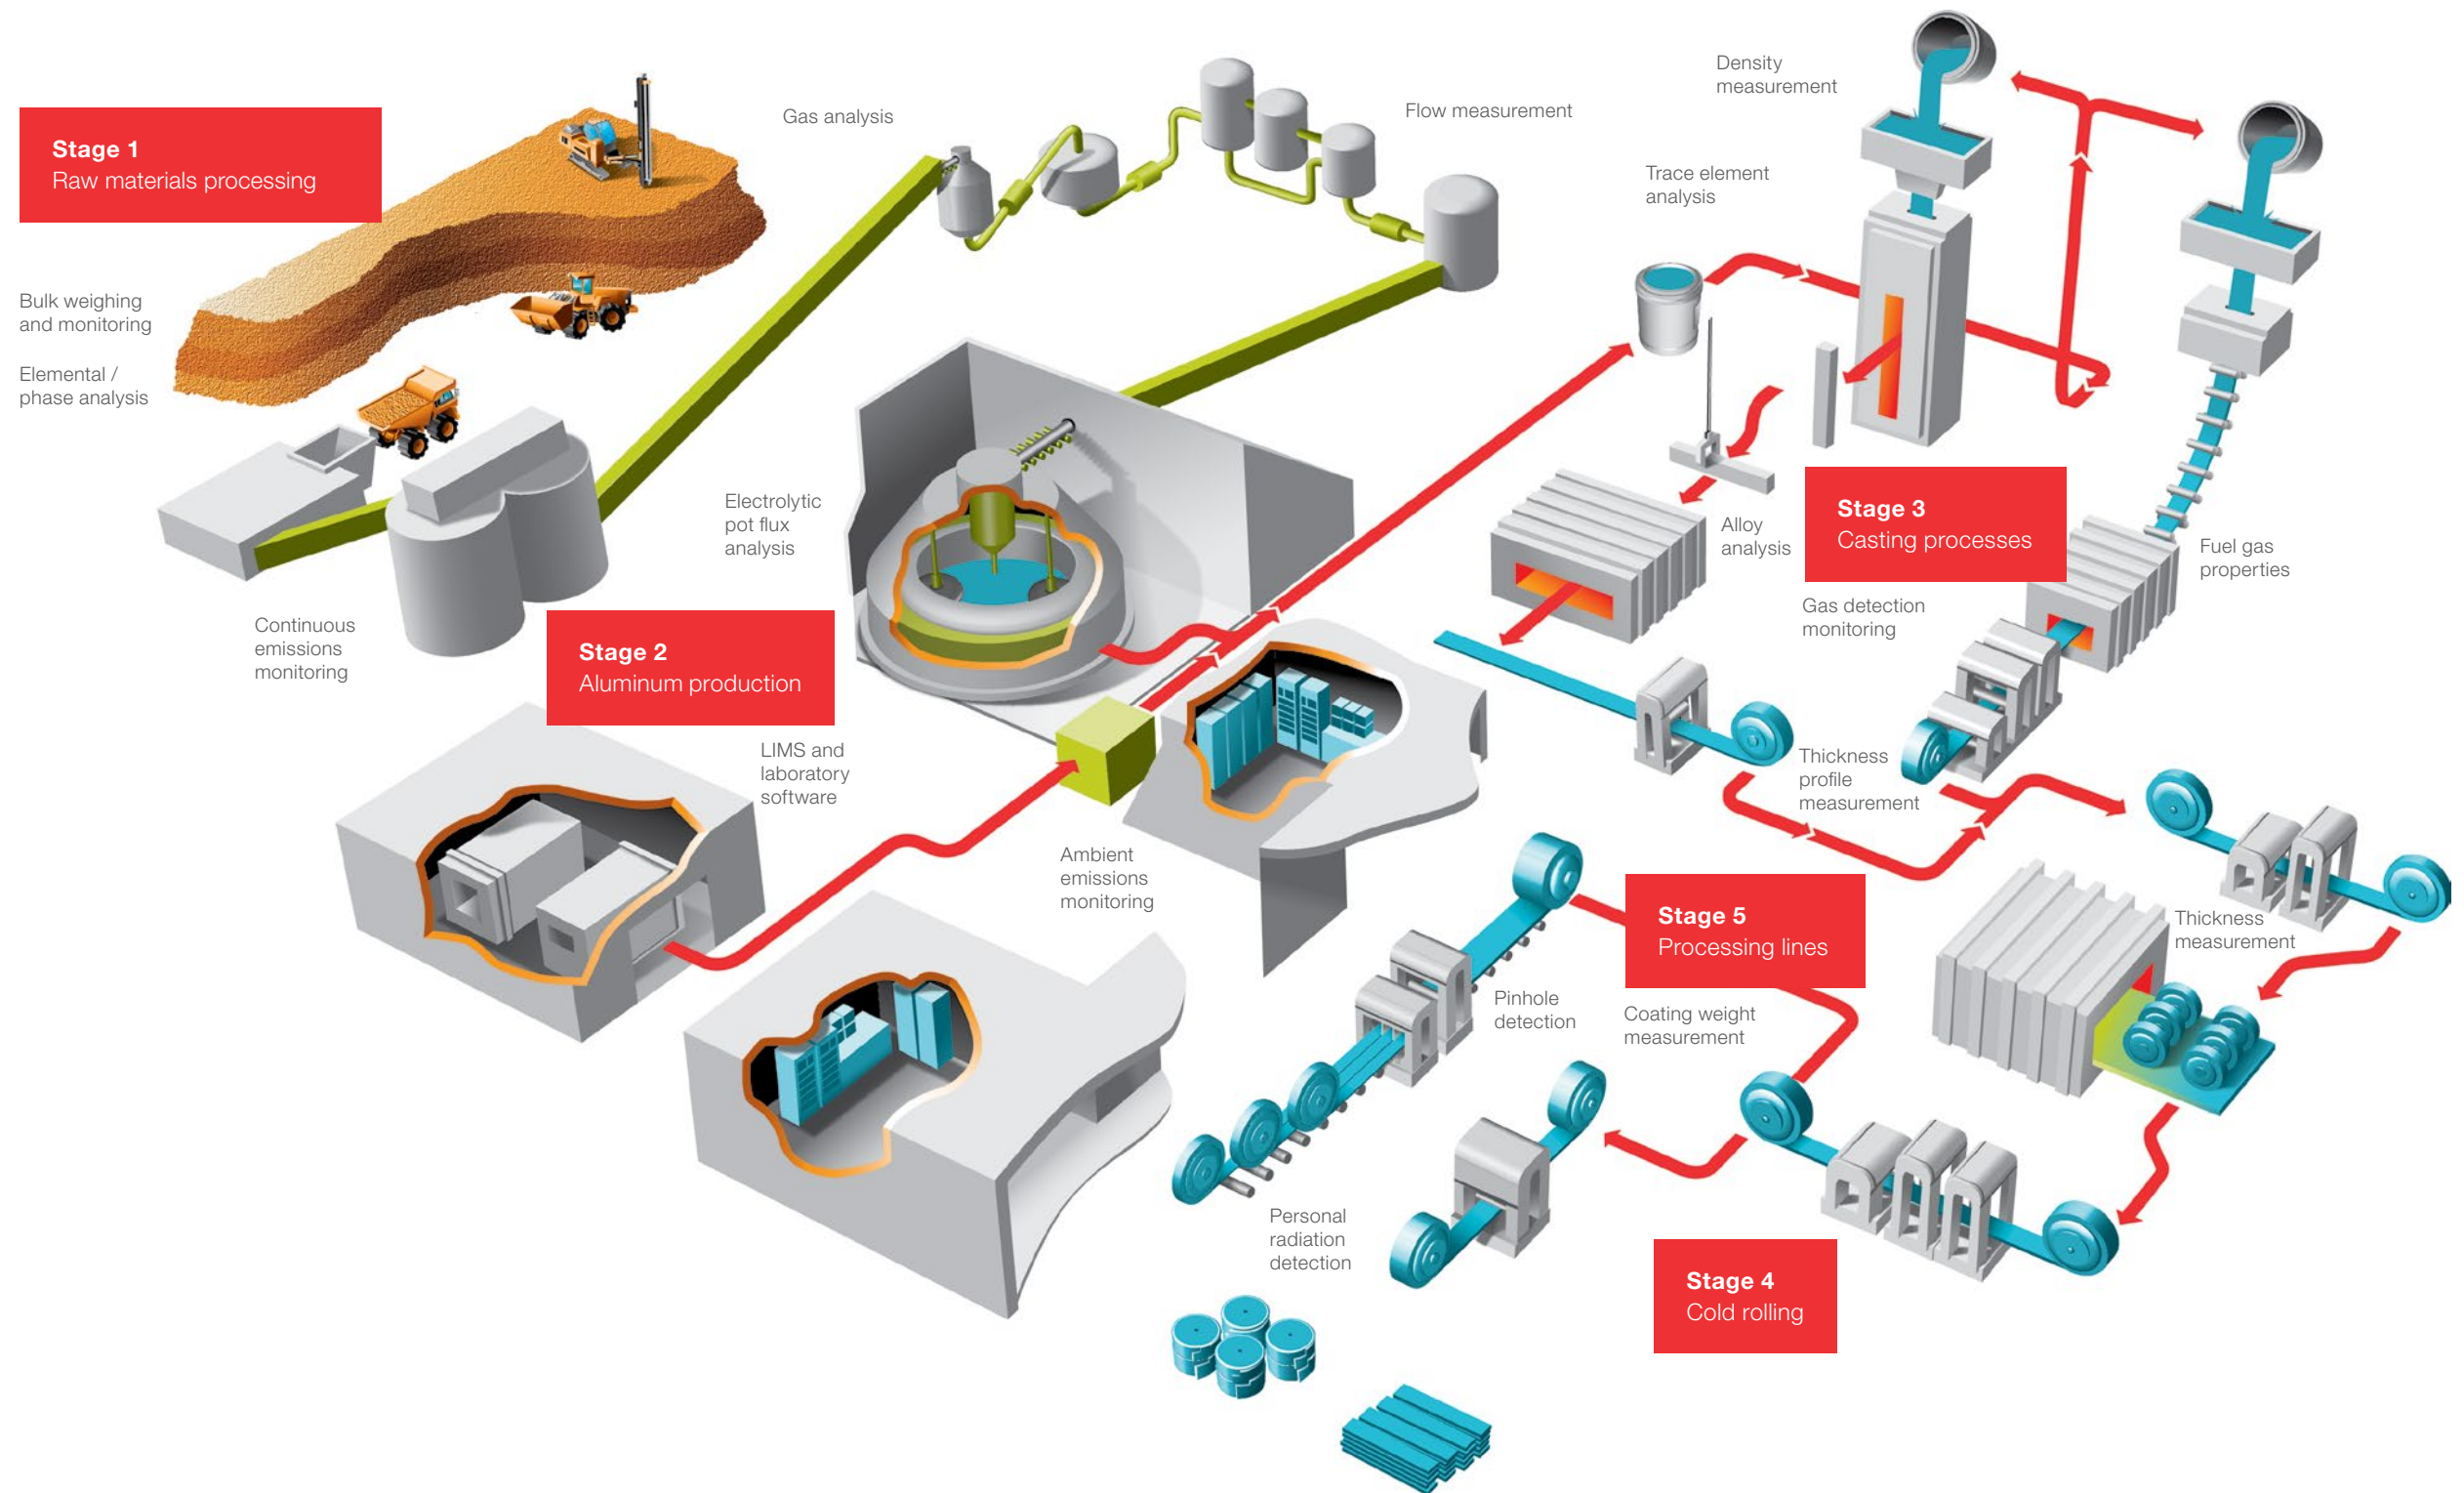 Stage 1
Raw materials processing
Bulk weighing
and monitoring
Elemental /
phase analysis
Continuous
emissions
monitoring
Gas analysis
Flow measurement
Electrolytic
pot flux
analysis
Stage 2
Aluminum production
LIMS and
laboratory
software
Ambient
emissions
monitoring
Density
measurement
Trace element
analysis
Alloy
analysis
Stage 3
Casting processes
Gas detection
monitoring
Fuel gas
properties
Thickness
profile
measurement
Thickness
measurement
Stage 5
Processing lines
Pinhole
detection
Coating weight
measurement
Personal
radiation
detection
Stage 4
Cold rolling